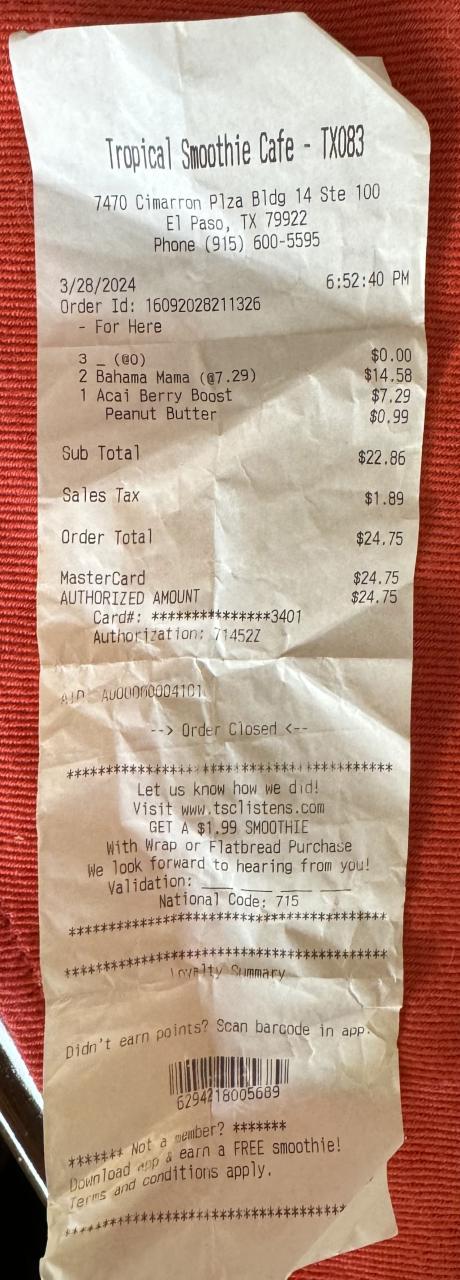 Tropical Smoothie Cafe - TX083
7470 Cimarron Plza Bldg 14 Ste 100
El Paso, TX 79922
Phone (915) 600-5595
3/28/2024 6:52:40 PM
Order Id: 16092028211326
- For Here
3 _ (@0) $0.00
2 Bahama Mama (@7.29) $14.58
1 Acai Berry Boost $7.29
Peanut Butter $0.99
Sub Total $22.86
Sales Tax $1.89
Order Total $24.75
MasterCard $24.75
AUTHORIZED AMOUNT $24.75
Card#: ***************3401
Authorization: 71452Z
AID A000000004101
--> Order Closed <--
****************************************
Let us know how we did!
Visit www.tsclistens.com
GET A $1.99 SMOOTHIE
With Wrap or Flatbread Purchase
We look forward to hearing from you!
Validation: ___ ___ ___ ___
National Code: 715
****************************************
****************************************
Loyalty Summary
Didn't earn points? Scan barcode in app.
6294218005689
******* Not a member? *******
Download app & earn a FREE smoothie!
Terms and conditions apply.
****************************************